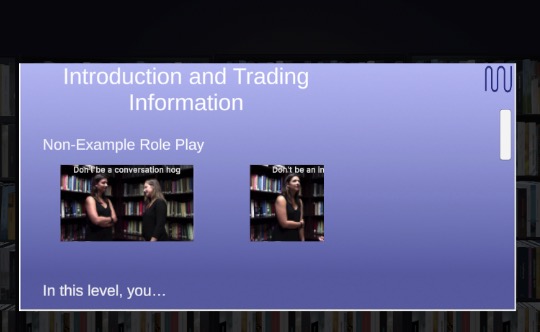 Introduction and Trading
Information
Non-Example Role Play
Don't be a conversation hog
Don't be an in
In this level, you...